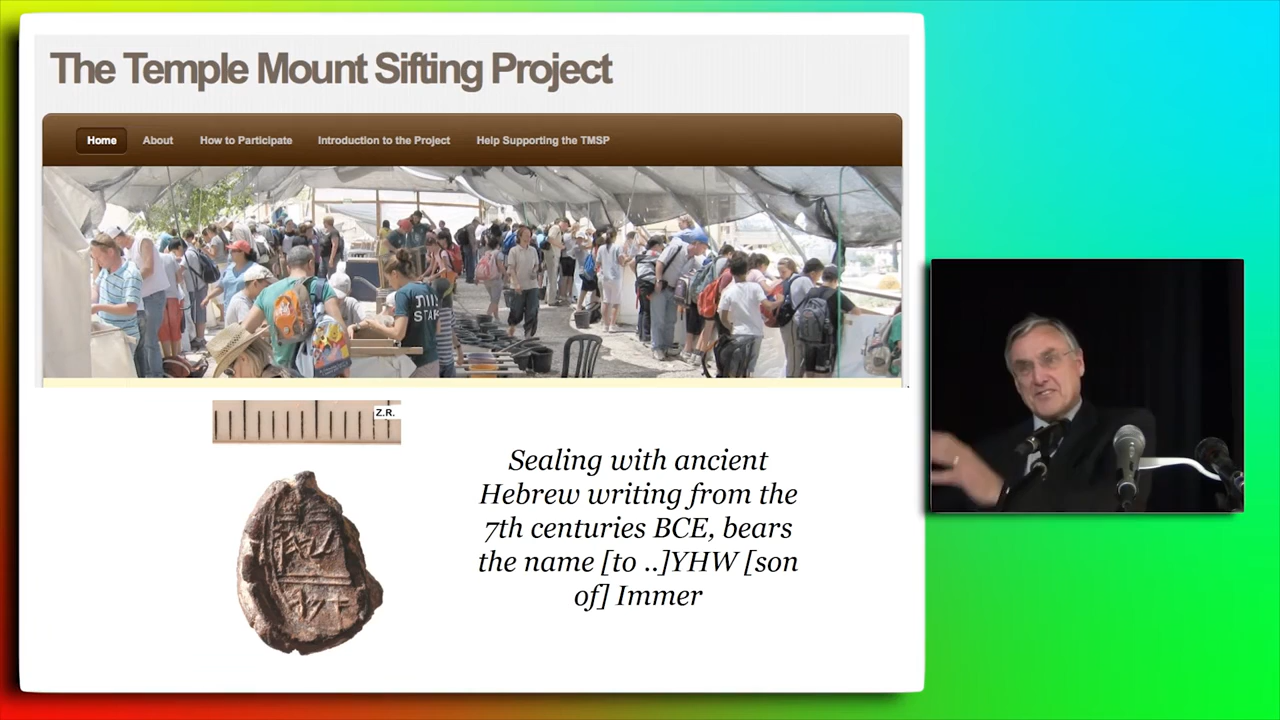 The Temple Mount Sifting Project
Home About How to Participate Introduction to the Project Help Supporting the TMSP
STAR
Z.R.
Sealing with ancient
Hebrew writing from the
7th centuries BCE, bears
the name [to ..]YHW [son
of] Immer